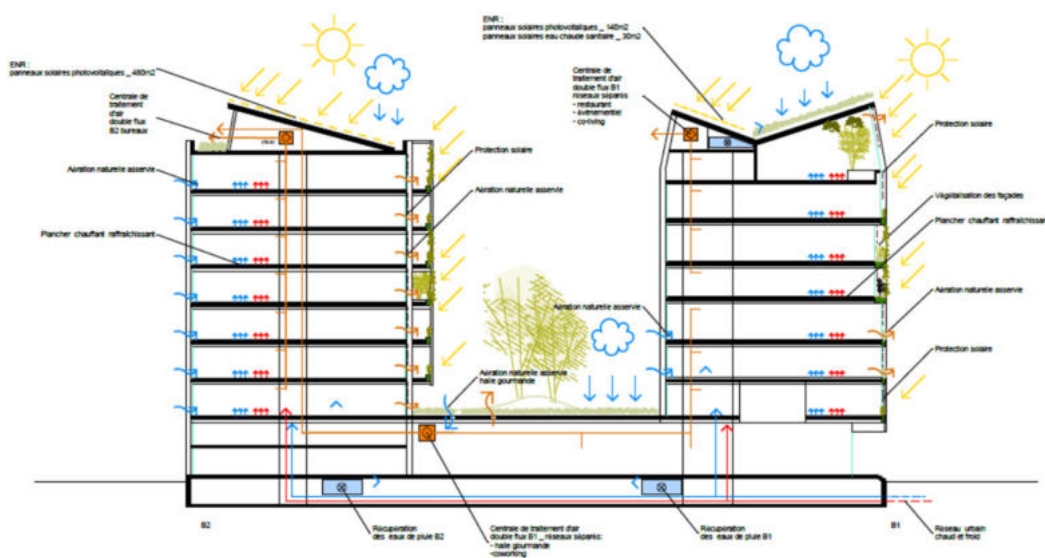 ENR :
panneaux solaires photovoltaïques _ 480m2
Centrale de
traitement
d'air
double flux
B2 bureaux
Aération naturelle asservie
Plancher chauffant raffraîchissant
Protection solaire
Aération naturelle asservie
ENR :
panneaux solaires photovoltaïques _ 140m2
panneaux solaires eau chaude sanitaire _ 30m2
Centrale de
traitement d'air
double flux B1
réseaux séparés
- restaurant
- événementiel
- co-living
Protection solaire
Végétalisation des façades
Plancher chauffant raffraîchissant
Aération naturelle asservie
Aération naturelle asservie
Protection solaire
Aération naturelle asservie
halle gourmande
B2
Récupération
des eaux de pluie B2
Centrale de traitement d'air
double flux B1 _ réseaux séparés:
- halle gourmande
-coworking
Récupération
des eaux de pluie B1
B1
Réseau urbain
chaud et froid